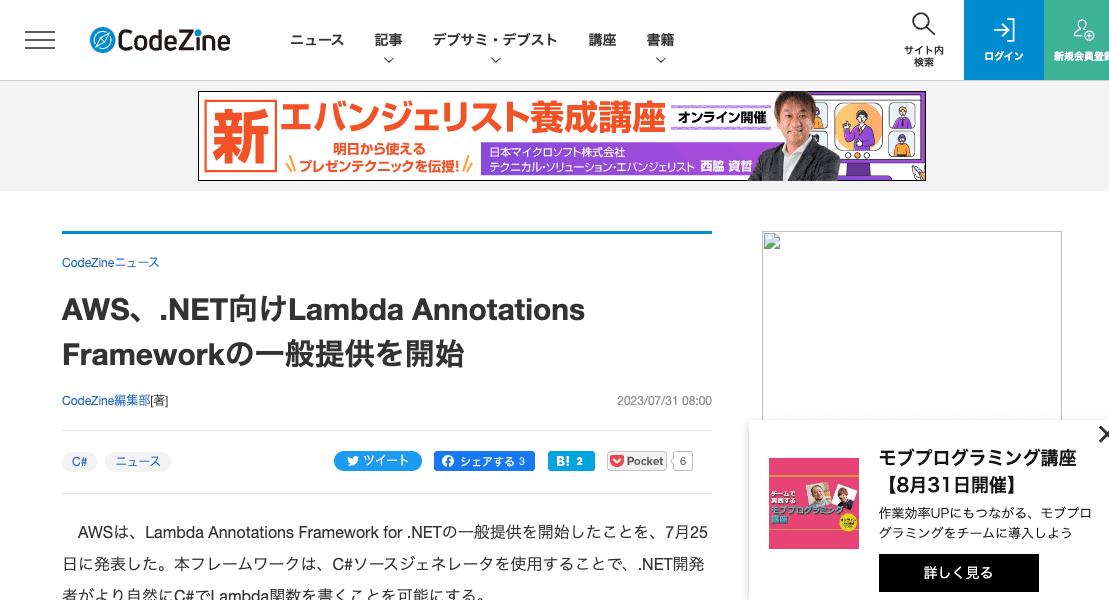 CodeZine
ニュース
記事
デブサミ・デブスト
講座
書籍
サイト内
検索
ログイン
新規会員登録
新
エバンジェリスト養成講座
オンライン開催
明日から使える
プレゼンテクニックを伝授!
日本マイクロソフト株式会社
テクニカル・ソリューション・エバンジェリスト 西脇 資哲
CodeZineニュース
AWS、.NET向けLambda Annotations
Frameworkの一般提供を開始
CodeZine編集部[著]
2023/07/31 08:00
C#
ニュース
ツイート
シェアする 3
B! 2
Pocket
6
AWSは、Lambda Annotations Framework for .NETの一般提供を開始したことを、7月25
日に発表した。本フレームワークは、C#ソースジェネレータを使用することで、.NET開発
者がより自然にC#でLambda関数を書くことを可能にする。
チームで
実践する
モブプログラミング
講座
モブプログラミング講座
【8月31日開催】
作業効率UPにもつながる、モブプロ
グラミングをチームに導入しよう
詳しく見る